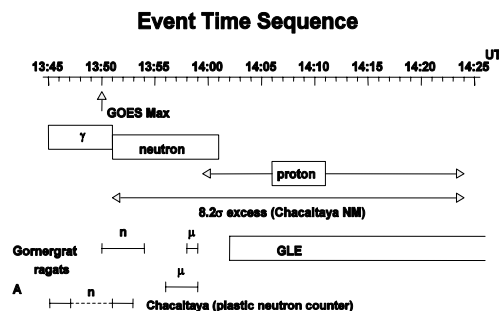 Event Time Sequence
UT
13:45 13:50 13:55 14:00 14:05 14:10 14:15 14:20 14:25
GOES Max
γ
neutron
proton
8.2σ excess (Chacaltaya NM)
n μ
Gornergrat GLE
ragats
μ
A n
Chacaltaya (plastic neutron counter)